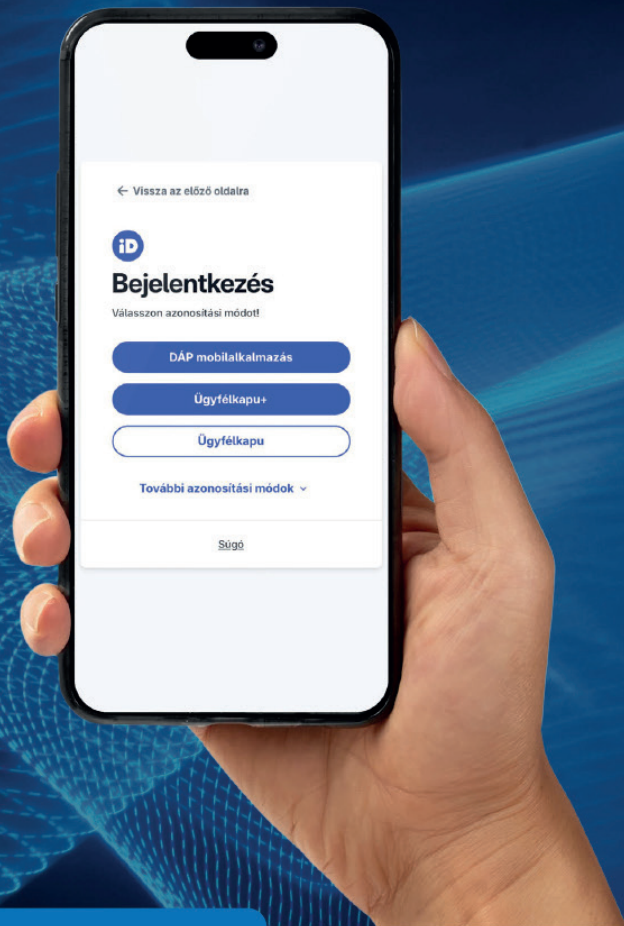 ← Vissza az előző oldalra
iD
Bejelentkezés
Válasszon azonosítási módot!
DÁP mobilalkalmazás
Ügyfélkapu+
Ügyfélkapu
További azonosítási módok
Súgó